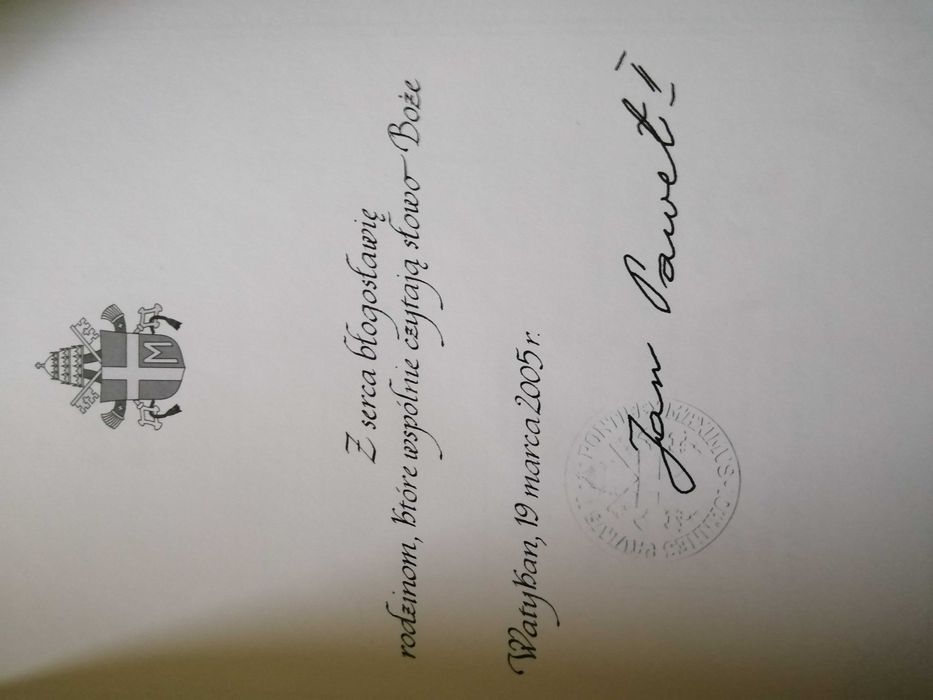 Z serca błogosławię
rodzinom, które wspólnie czytają słowo Boże
Watykan, 19 marca 2005 r.
Jan Paweł II
M